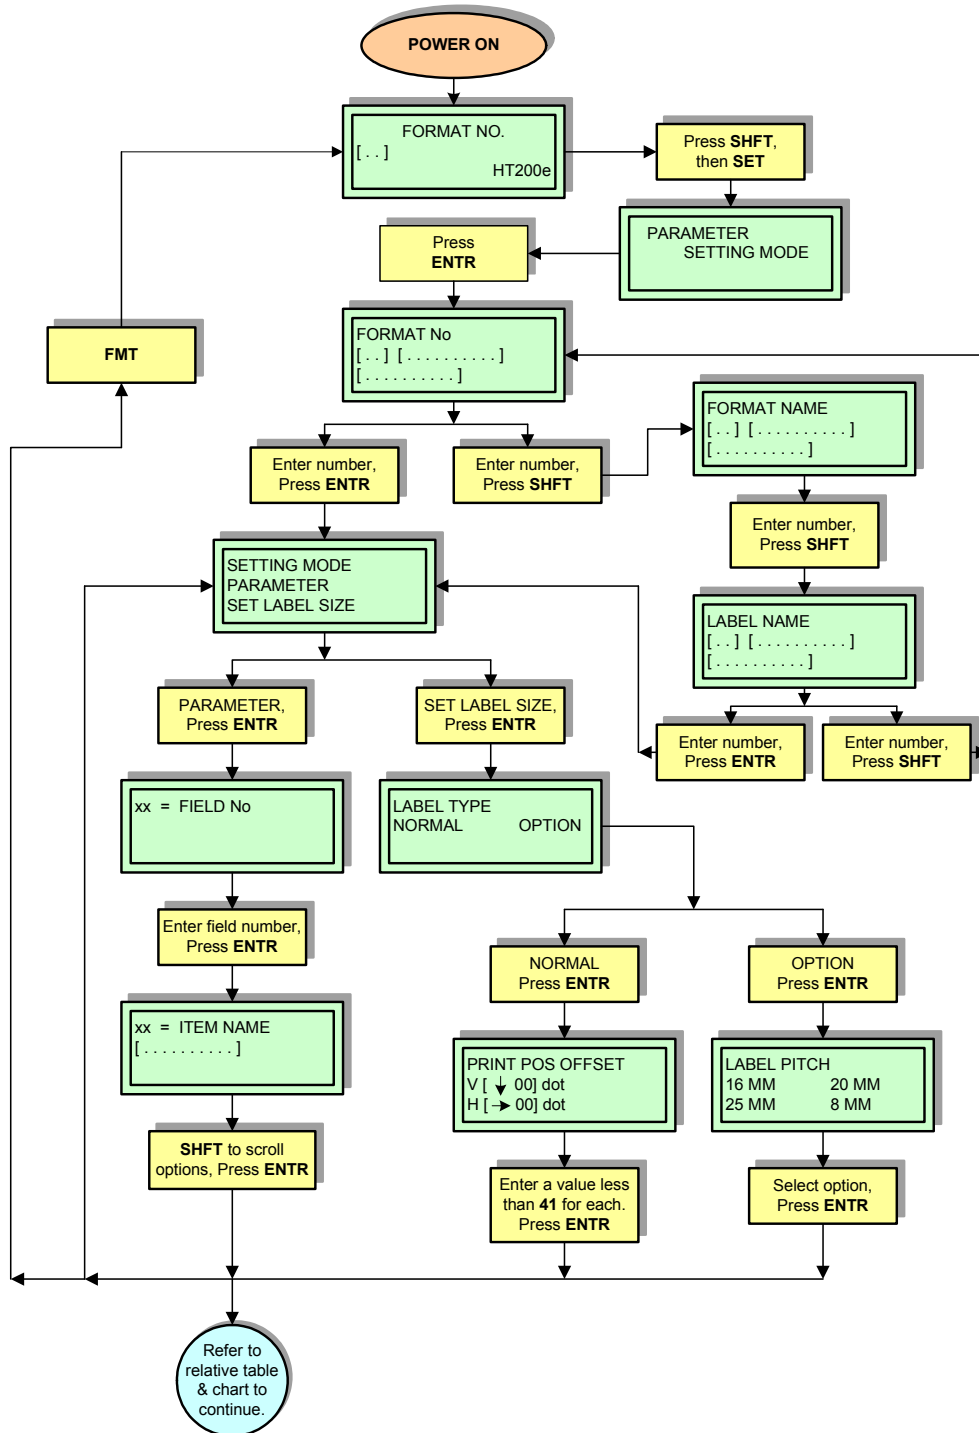 POWER ON
FORMAT NO.
[ . . ]
HT200e
Press SHFT,
then SET
PARAMETER
SETTING MODE
Press
ENTR
FORMAT No
[ . . ] [ . . . . . . . . . . ]
[ . . . . . . . . . . ]
FMT
FORMAT NAME
[ . . ] [ . . . . . . . . . . ]
[ . . . . . . . . . . ]
Enter number,
Press ENTR
Enter number,
Press SHFT
Enter number,
Press SHFT
SETTING MODE
PARAMETER
SET LABEL SIZE
LABEL NAME
[ . . ] [ . . . . . . . . . . ]
[ . . . . . . . . . . ]
PARAMETER,
Press ENTR
SET LABEL SIZE,
Press ENTR
Enter number,
Press ENTR
Enter number,
Press SHFT
xx = FIELD No
LABEL TYPE
NORMAL OPTION
Enter field number,
Press ENTR
NORMAL
Press ENTR
OPTION
Press ENTR
xx = ITEM NAME
[ . . . . . . . . . . ]
PRINT POS OFFSET
V [ ↓ 00] dot
H [ → 00] dot
LABEL PITCH
16 MM 20 MM
25 MM 8 MM
SHFT to scroll
options, Press ENTR
Enter a value less
than 41 for each.
Press ENTR
Select option,
Press ENTR
Refer to
relative table
& chart to
continue.